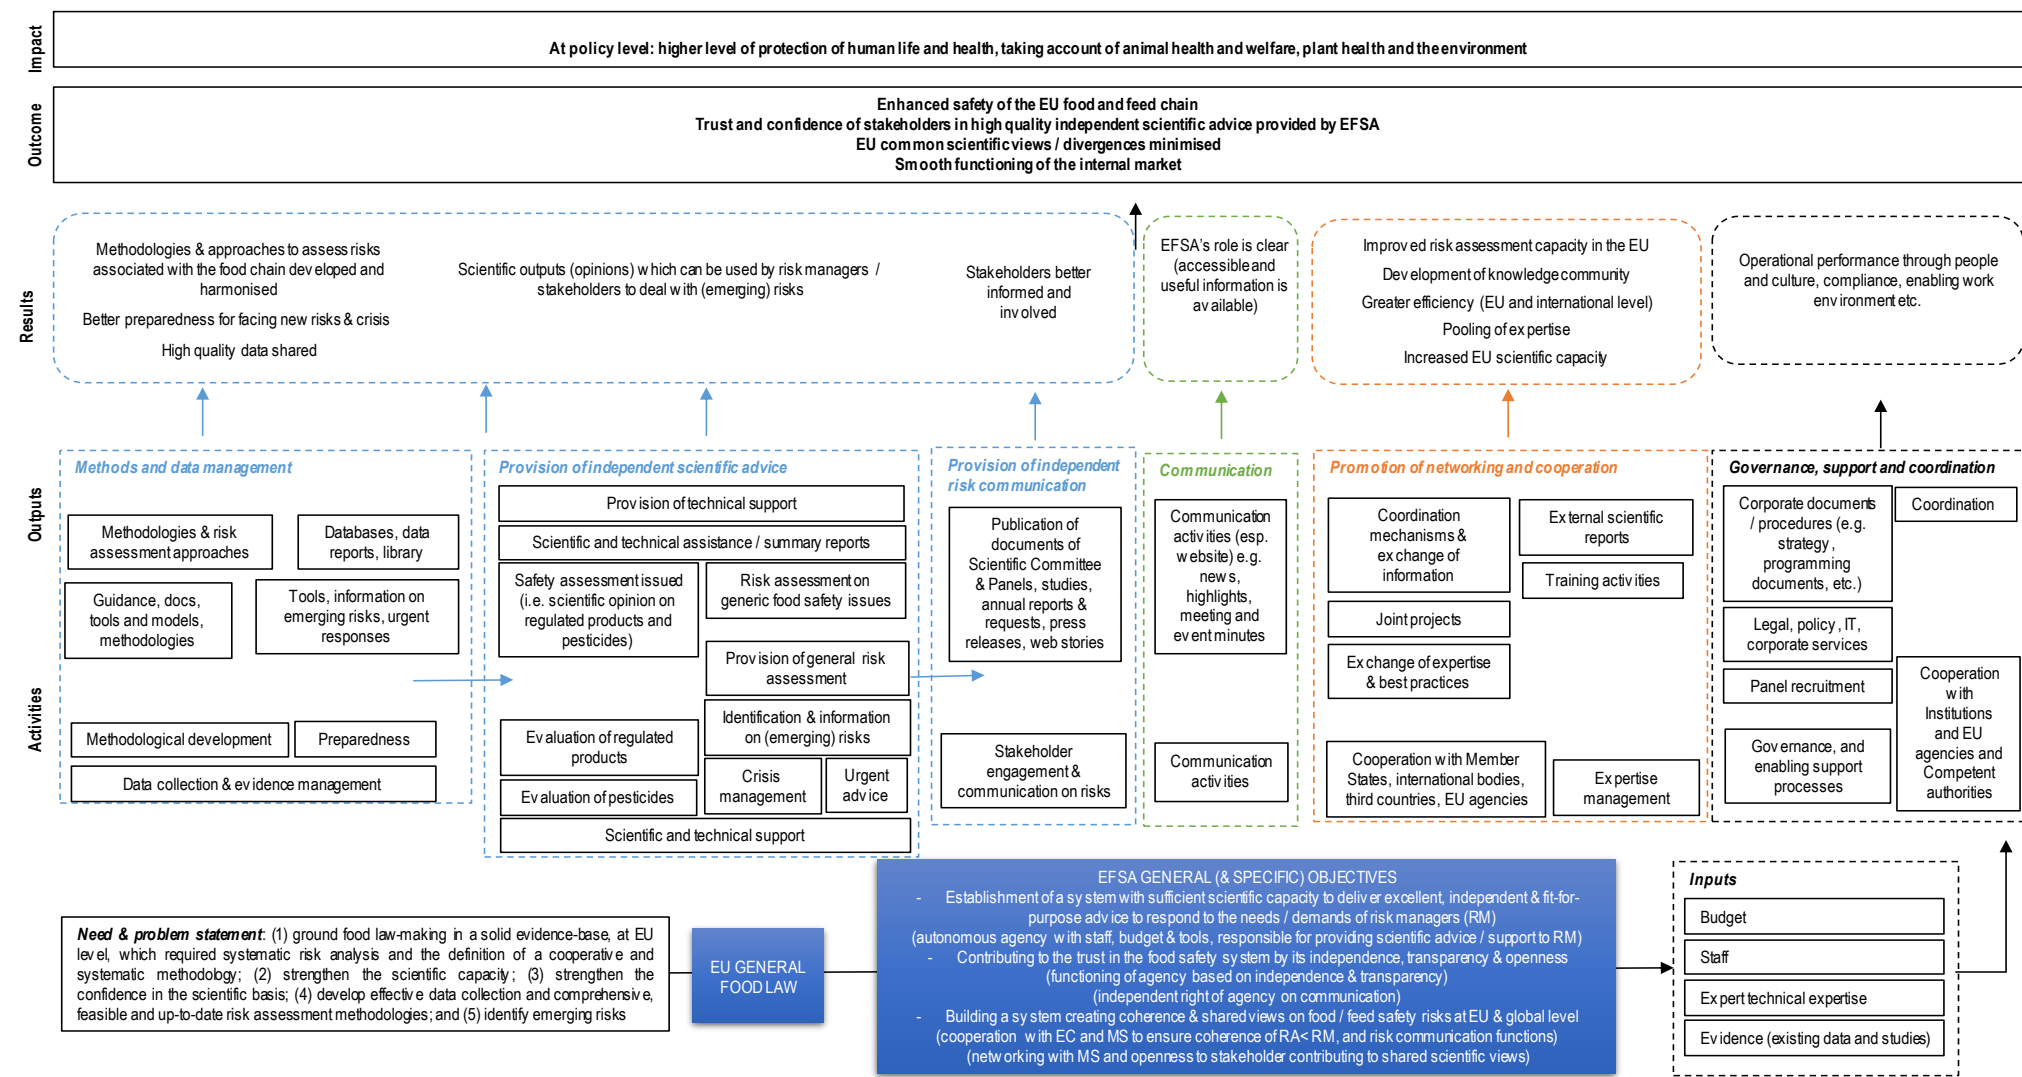 Impact
At policy level: higher level of protection of human life and health, taking account of animal health and welfare, plant health and the environment
Outcome
Enhanced safety of the EU food and feed chain
Trust and confidence of stakeholders in high quality independent scientific advice provided by EFSA
EU common scientific views / divergences minimised
Smooth functioning of the internal market
Results
Methodologies & approaches to assess risks
associated with the food chain developed and
harmonised
Better preparedness for facing new risks & crisis
High quality data shared
Scientific outputs (opinions) which can be used by risk managers /
stakeholders to deal with (emerging) risks
Stakeholders better
informed and
involved
EFSA's role is clear
(accessible and
useful information is
available)
Improved risk assessment capacity in the EU
Development of knowledge community
Greater efficiency (EU and international level)
Pooling of expertise
Increased EU scientific capacity
Operational performance through people
and culture, compliance, enabling work
environment etc.
Outputs
Activities
Methods and data management
Methodologies & risk
assessment approaches
Databases, data
reports, library
Guidance, docs,
tools and models,
methodologies
Tools, information on
emerging risks, urgent
responses
Methodological development
Preparedness
Data collection & evidence management
Provision of independent scientific advice
Provision of technical support
Scientific and technical assistance / summary reports
Safety assessment issued
(i.e. scientific opinion on
regulated products and
pesticides)
Risk assessment on
generic food safety issues
Provision of general risk
assessment
Identification & information
on (emerging) risks
Evaluation of regulated
products
Crisis
management
Urgent
advice
Evaluation of pesticides
Scientific and technical support
Provision of independent
risk communication
Publication of
documents of
Scientific Committee
& Panels, studies,
annual reports &
requests, press
releases, web stories
Stakeholder
engagement &
communication on risks
Communication
Communication
activities (esp.
website) e.g.
news,
highlights,
meeting and
event minutes
Communication
activities
Promotion of networking and cooperation
Coordination
mechanisms &
exchange of
information
External scientific
reports
Training activities
Joint projects
Exchange of expertise
& best practices
Cooperation with Member
States, international bodies,
third countries, EU agencies
Expertise
management
Governance, support and coordination
Corporate documents
/ procedures (e.g.
strategy,
programming
documents, etc.)
Coordination
Legal, policy, IT,
corporate services
Panel recruitment
Governance, and
enabling support
processes
Cooperation
with
Institutions
and EU
agencies and
Competent
authorities
Need & problem statement: (1) ground food law-making in a solid evidence-base, at EU
level, which required systematic risk analysis and the definition of a cooperative and
systematic methodology; (2) strengthen the scientific capacity; (3) strengthen the
confidence in the scientific basis; (4) develop effective data collection and comprehensive,
feasible and up-to-date risk assessment methodologies; and (5) identify emerging risks
EU GENERAL
FOOD LAW
EFSA GENERAL (& SPECIFIC) OBJECTIVES
- Establishment of a system with sufficient scientific capacity to deliver excellent, independent & fit-for-
purpose advice to respond to the needs / demands of risk managers (RM)
(autonomous agency with staff, budget & tools, responsible for providing scientific advice / support to RM)
- Contributing to the trust in the food safety system by its independence, transparency & openness
(functioning of agency based on independence & transparency)
(independent right of agency on communication)
- Building a system creating coherence & shared views on food / feed safety risks at EU & global level
(cooperation with EC and MS to ensure coherence of RA< RM, and risk communication functions)
(networking with MS and openness to stakeholder contributing to shared scientific views)
Inputs
Budget
Staff
Expert technical expertise
Evidence (existing data and studies)